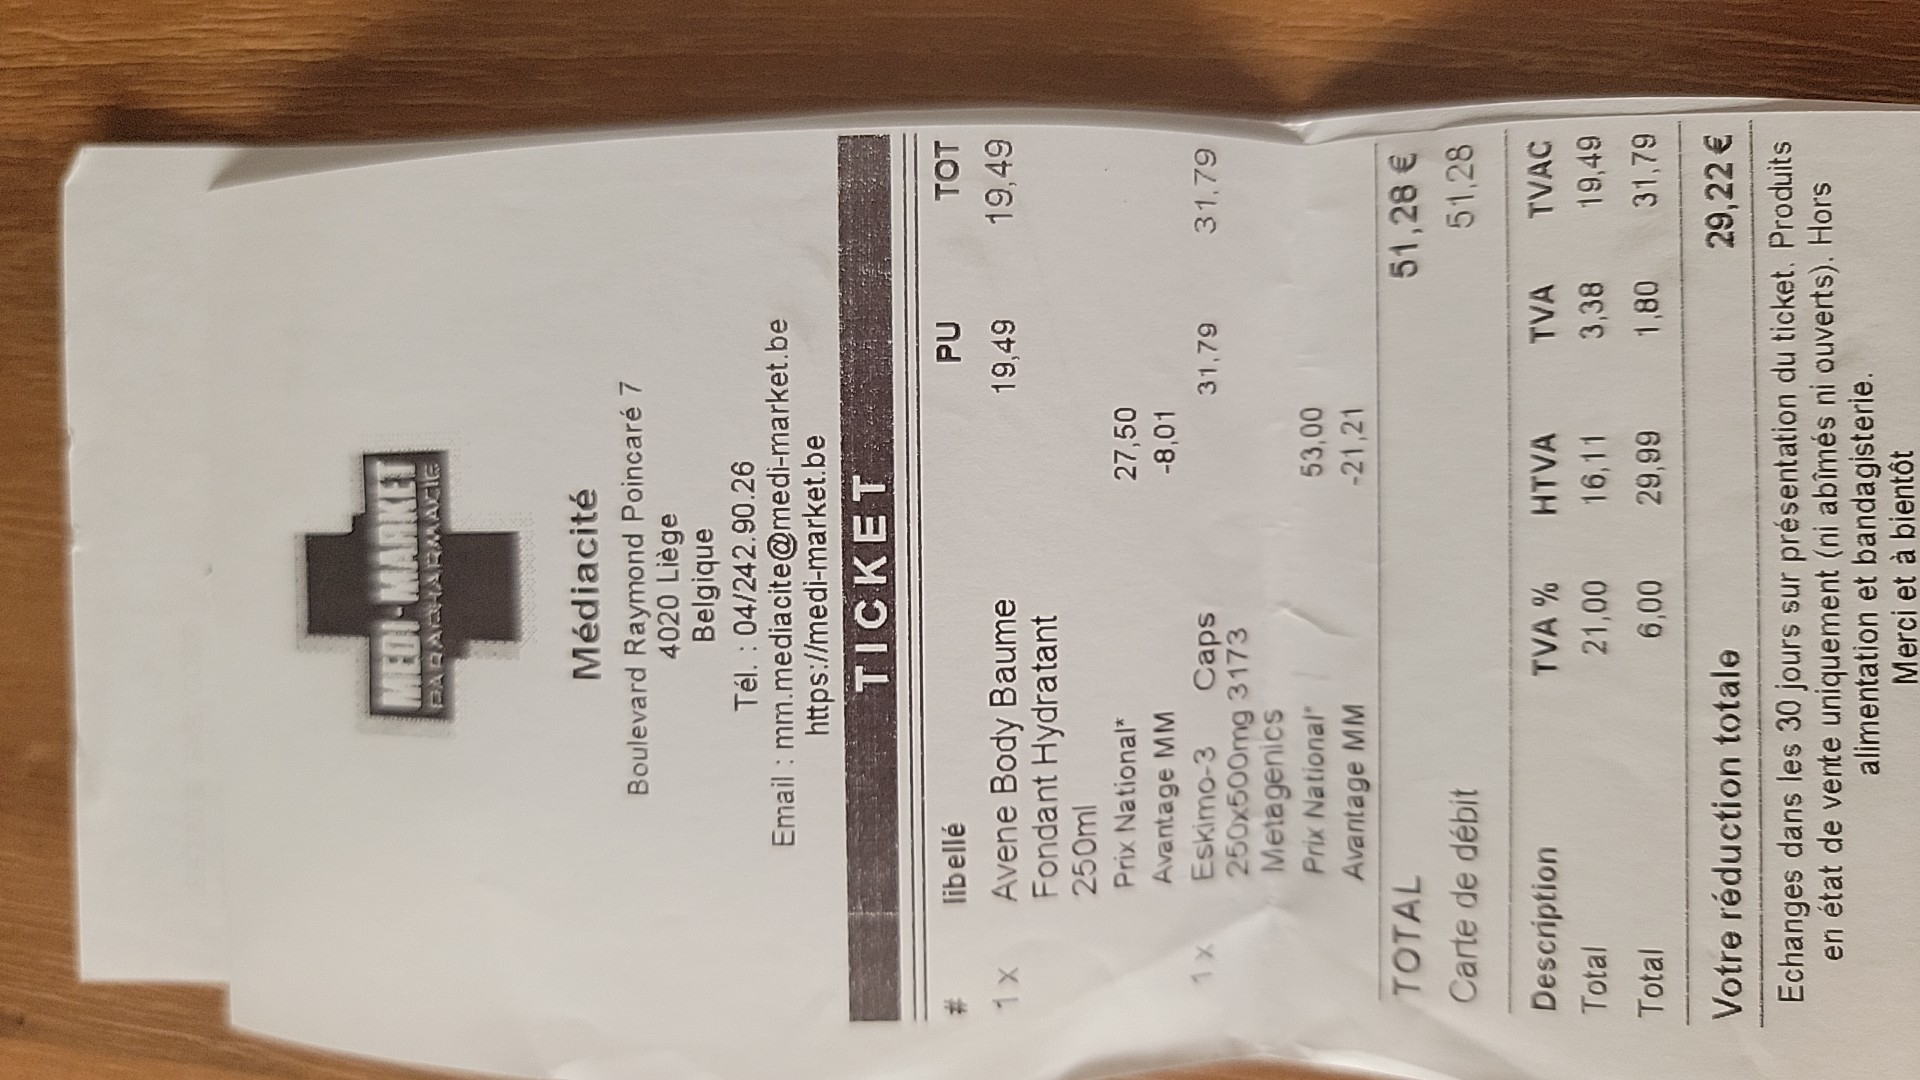 MEDI-MARKET
PARAPHARMACIE
Médiacité
Boulevard Raymond Poincaré 7
4020 Liège
Belgique
Tél. : 04/242.90.26
Email : mm.mediacite@medi-market.be
https://medi-market.be
TICKET
# libellé PU TOT
1 x Avene Body Baume 19,49 19,49
Fondant Hydratant
250ml
Prix National* 27,50
Avantage MM -8,01
1 x Eskimo-3 Caps 31,79 31,79
250x500mg 3173
Metagenics
Prix National* 53,00
Avantage MM -21,21
TOTAL 51,28 €
Carte de débit 51,28
Description TVA % HTVA TVA TVAC
Total 21,00 16,11 3,38 19,49
Total 6,00 29,99 1,80 31,79
Votre réduction totale 29,22 €
Echanges dans les 30 jours sur présentation du ticket. Produits
en état de vente uniquement (ni abîmés ni ouverts). Hors
alimentation et bandagisterie.
Merci et à bientôt